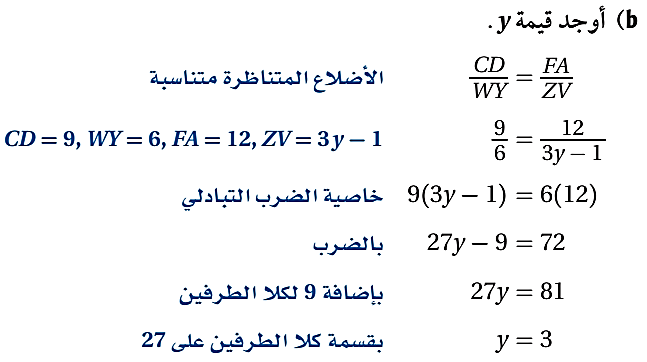 (b أوجد قيمة y.
CD/WY = FA/ZV الأضلاع المتناظرة متناسبة
9/6 = 12/(3y − 1) CD = 9, WY = 6, FA = 12, ZV = 3y − 1
9(3y − 1) = 6(12) خاصية الضرب التبادلي
27y − 9 = 72 بالضرب
27y = 81 بإضافة 9 لكلا الطرفين
y = 3 بقسمة كلا الطرفين على 27